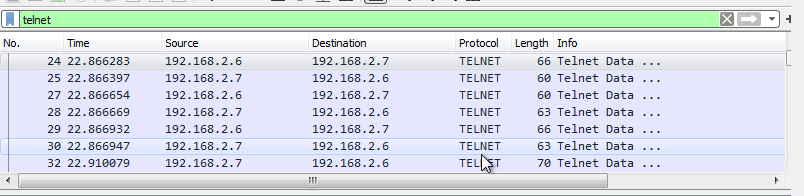 telnet
No. Time Source Destination Protocol Length Info
24 22.866283 192.168.2.6 192.168.2.7 TELNET 66 Telnet Data ...
25 22.866397 192.168.2.7 192.168.2.6 TELNET 60 Telnet Data ...
27 22.866654 192.168.2.6 192.168.2.7 TELNET 60 Telnet Data ...
28 22.866769 192.168.2.7 192.168.2.6 TELNET 63 Telnet Data ...
29 22.866932 192.168.2.6 192.168.2.7 TELNET 66 Telnet Data ...
30 22.866947 192.168.2.7 192.168.2.6 TELNET 63 Telnet Data ...
32 22.910079 192.168.2.7 192.168.2.6 TELNET 70 Telnet Data ...